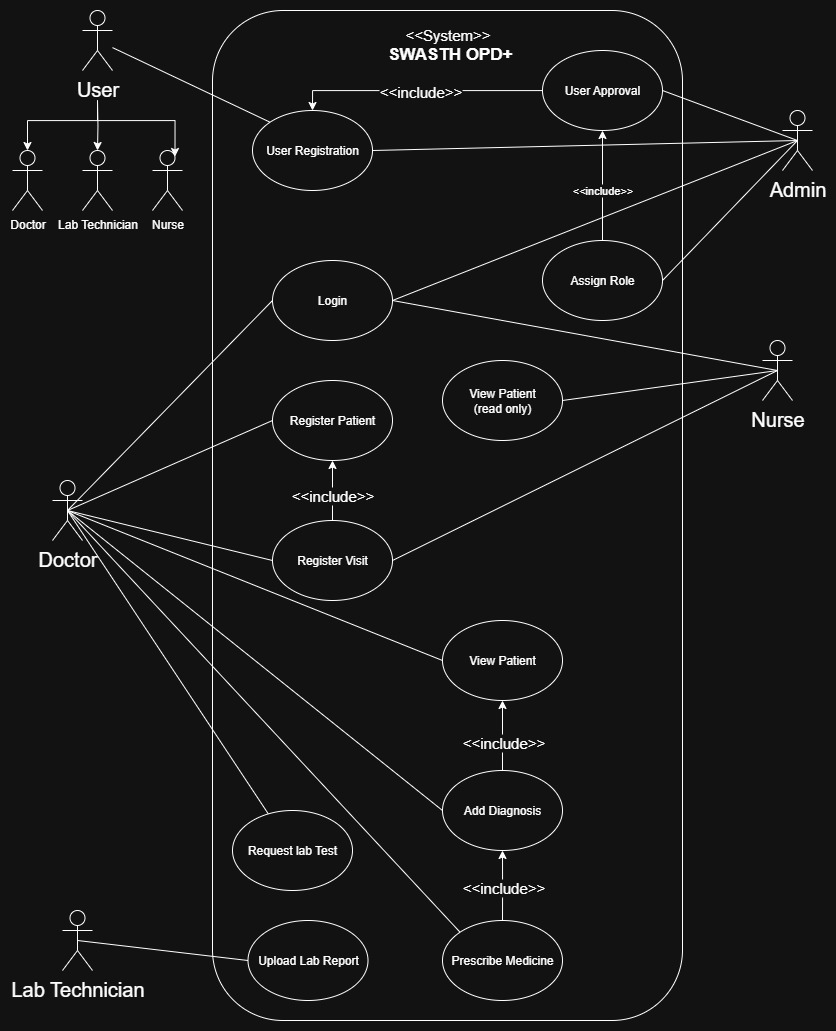 <<System>>
SWASTH OPD+
User
<<include>>
User Approval
User Registration
Admin
<<include>>
Doctor
Lab Technician
Nurse
Login
Assign Role
View Patient
(read only)
Nurse
Register Patient
<<include>>
Doctor
Register Visit
View Patient
<<include>>
Add Diagnosis
Request lab Test
<<include>>
Upload Lab Report
Prescribe Medicine
Lab Technician